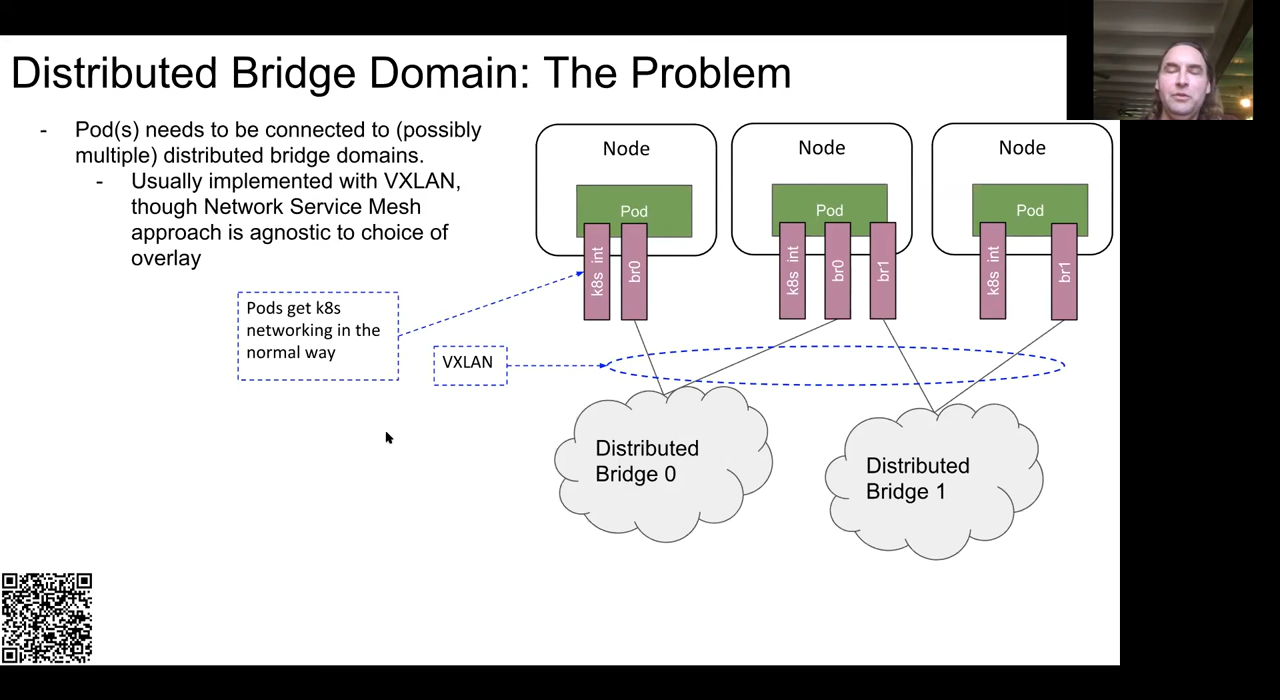 Distributed Bridge Domain: The Problem
- Pod(s) needs to be connected to (possibly
multiple) distributed bridge domains.
- Usually implemented with VXLAN,
though Network Service Mesh
approach is agnostic to choice of
overlay
Pods get k8s
networking in the
normal way
VXLAN
Node
Pod
k8s int
br0
Node
Pod
k8s int
br0
br1
Node
Pod
k8s int
br1
Distributed
Bridge 0
Distributed
Bridge 1